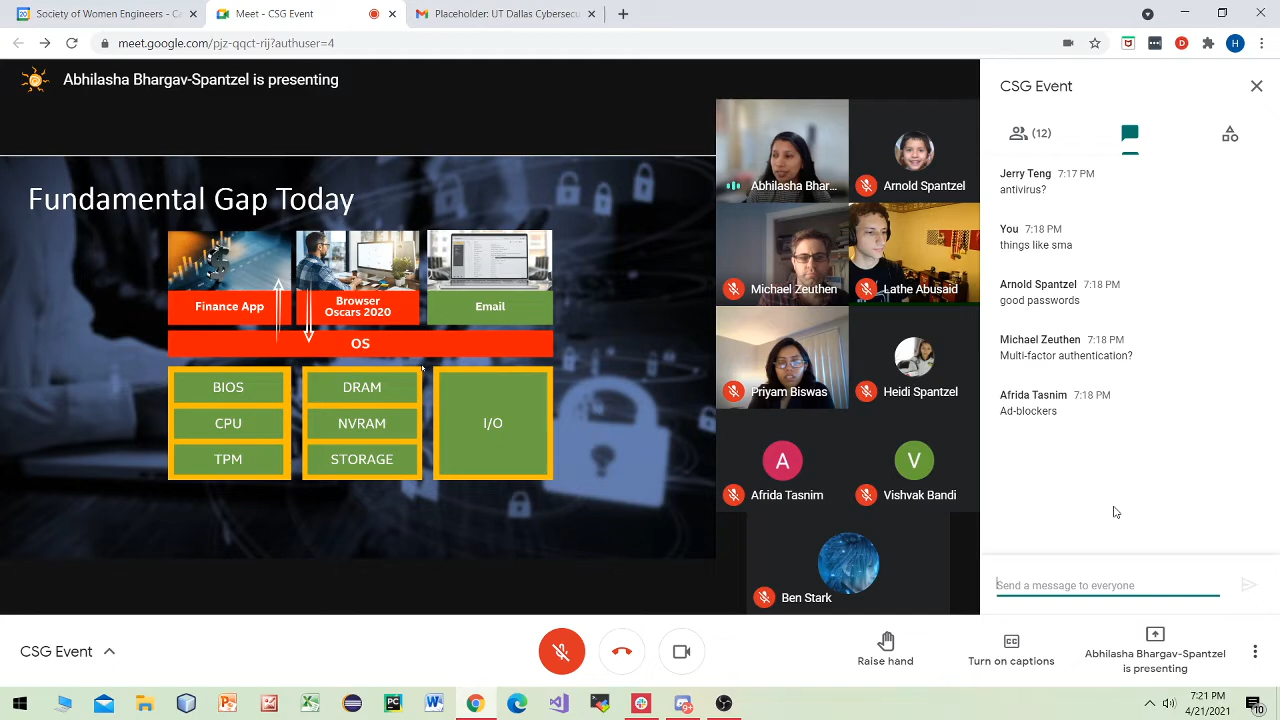 Society of Women Engineers - Ca
Meet - CSG Event
Placeholder: UT Dallas Cybersecu
meet.google.com/pjz-qqct-rij?authuser=4
Abhilasha Bhargav-Spantzel is presenting
Fundamental Gap Today
Finance App
Browser
Oscars 2020
Email
OS
BIOS
DRAM
I/O
CPU
NVRAM
TPM
STORAGE
Abhilasha Bhar...
Arnold Spantzel
Michael Zeuthen
Lathe Abusaid
Priyam Biswas
Heidi Spantzel
A
V
Afrida Tasnim
Vishvak Bandi
Ben Stark
CSG Event
(12)
Jerry Teng 7:17 PM
antivirus?
You 7:18 PM
things like sma
Arnold Spantzel 7:18 PM
good passwords
Michael Zeuthen 7:18 PM
Multi-factor authentication?
Afrida Tasnim 7:18 PM
Ad-blockers
Send a message to everyone
CSG Event
Raise hand
CC
Turn on captions
Abhilasha Bhargav-Spantzel
is presenting
7:21 PM
4/21/2021